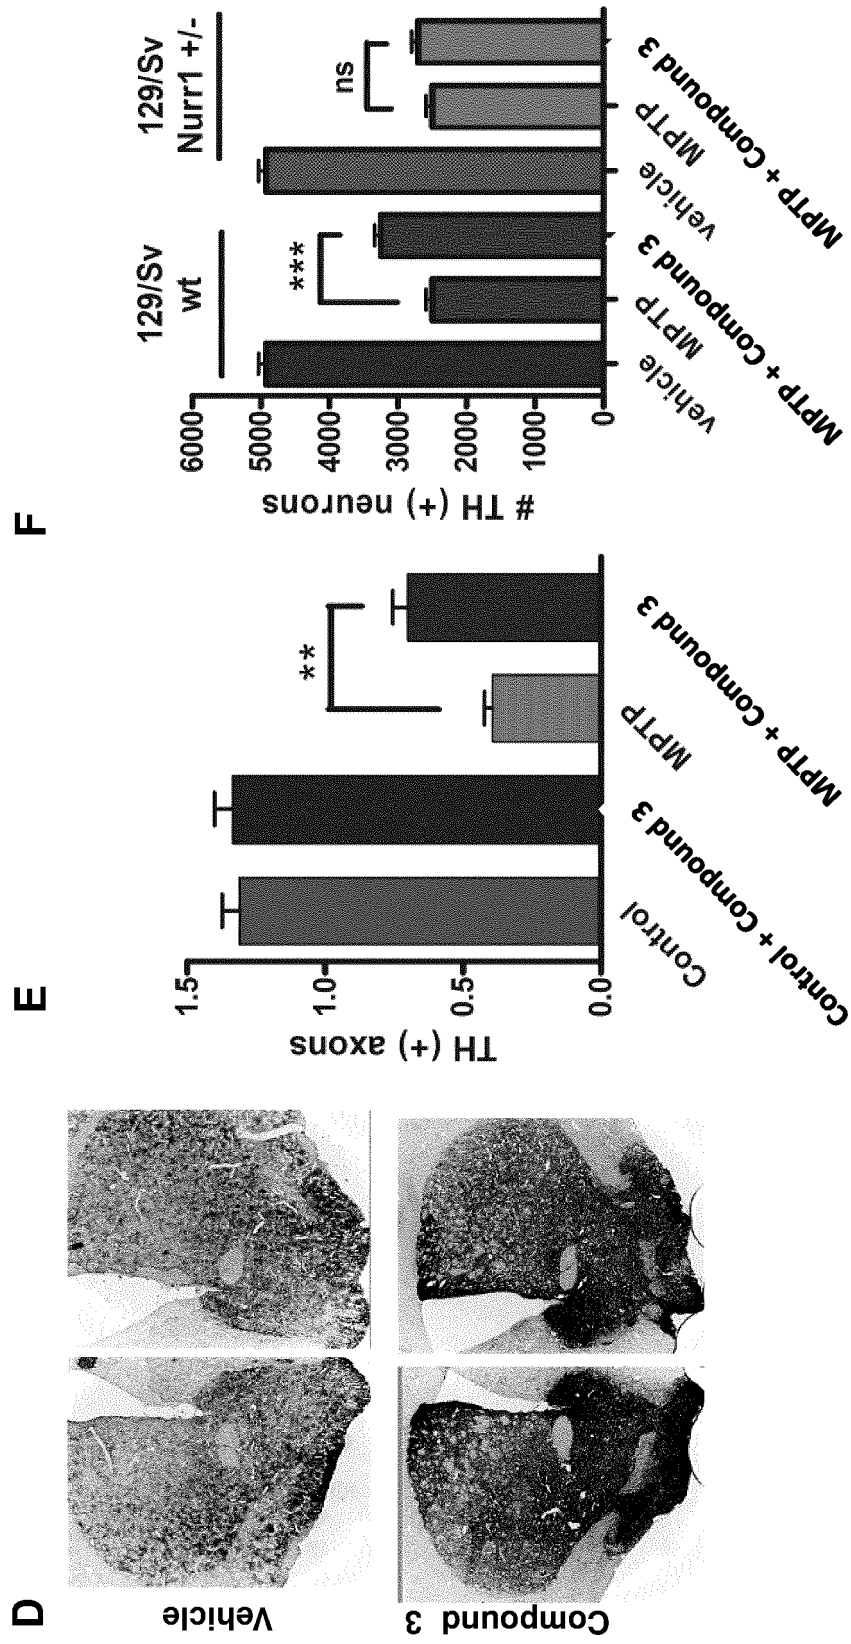 D
Vehicle
Compound 3
E
TH (+) axons
1.5
1.0
0.5
0.0
**
Control
Control + Compound 3
MPTP
MPTP + Compound 3
F
# TH (+) neurons
6000
5000
4000
3000
2000
1000
0
129/Sv
wt
129/Sv
Nurr1 +/-
***
ns
vehicle
MPTP
MPTP + Compound 3
vehicle
MPTP
MPTP + Compound 3